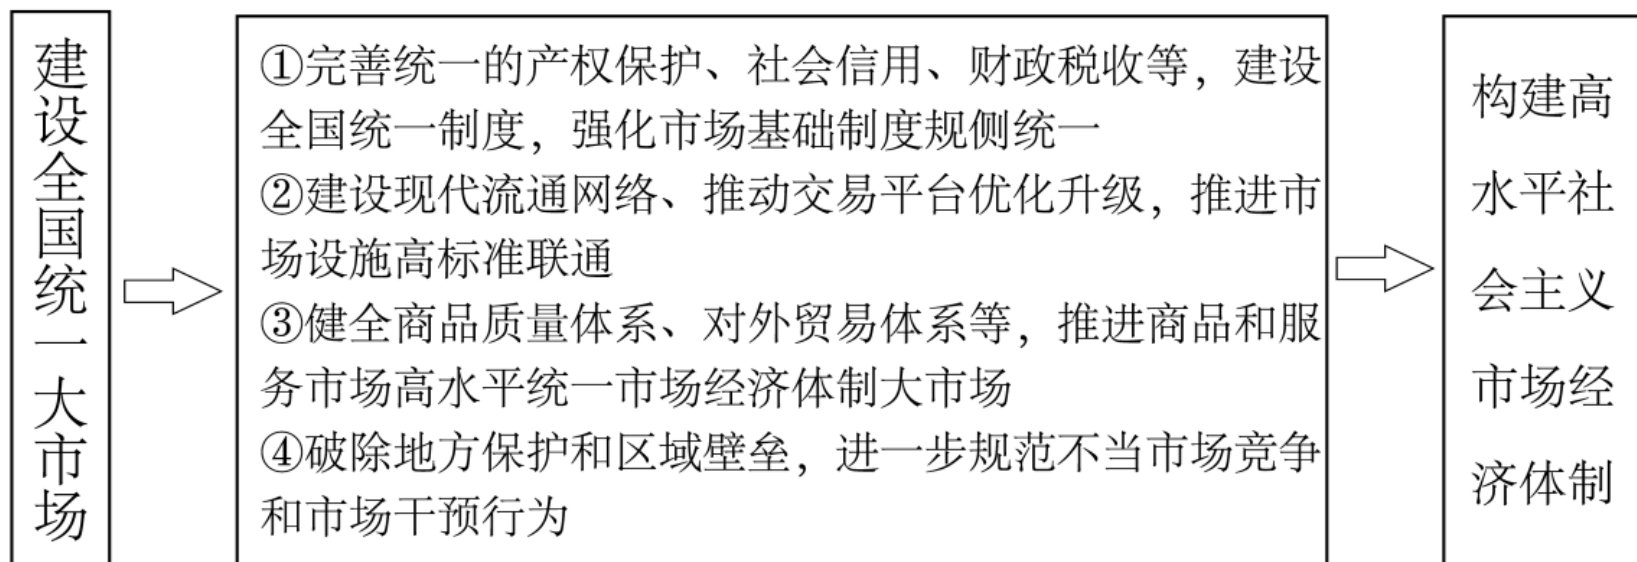 建设全国统一大市场
①完善统一的产权保护、社会信用、财政税收等，建设
全国统一制度，强化市场基础制度规侧统一
②建设现代流通网络、推动交易平台优化升级，推进市
场设施高标准联通
③健全商品质量体系、对外贸易体系等，推进商品和服
务市场高水平统一市场经济体制大市场
④破除地方保护和区域壁垒，进一步规范不当市场竞争
和市场干预行为
构建高
水平社
会主义
市场经
济体制